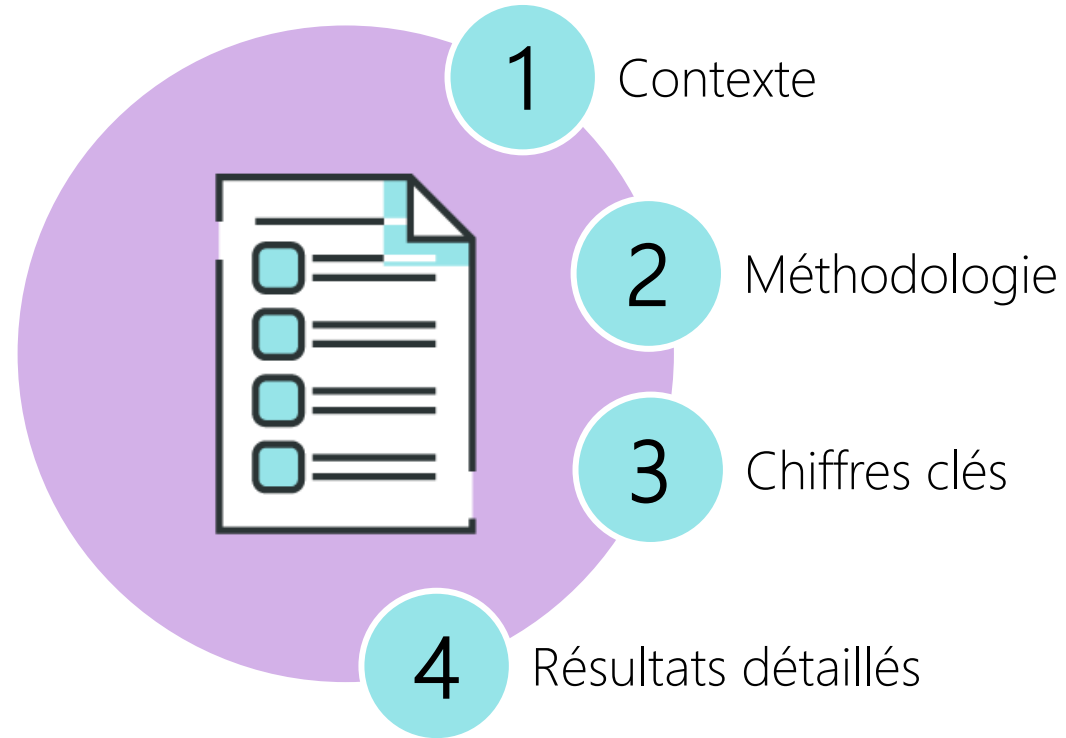 1 Contexte
2 Méthodologie
3 Chiffres clés
4 Résultats détaillés